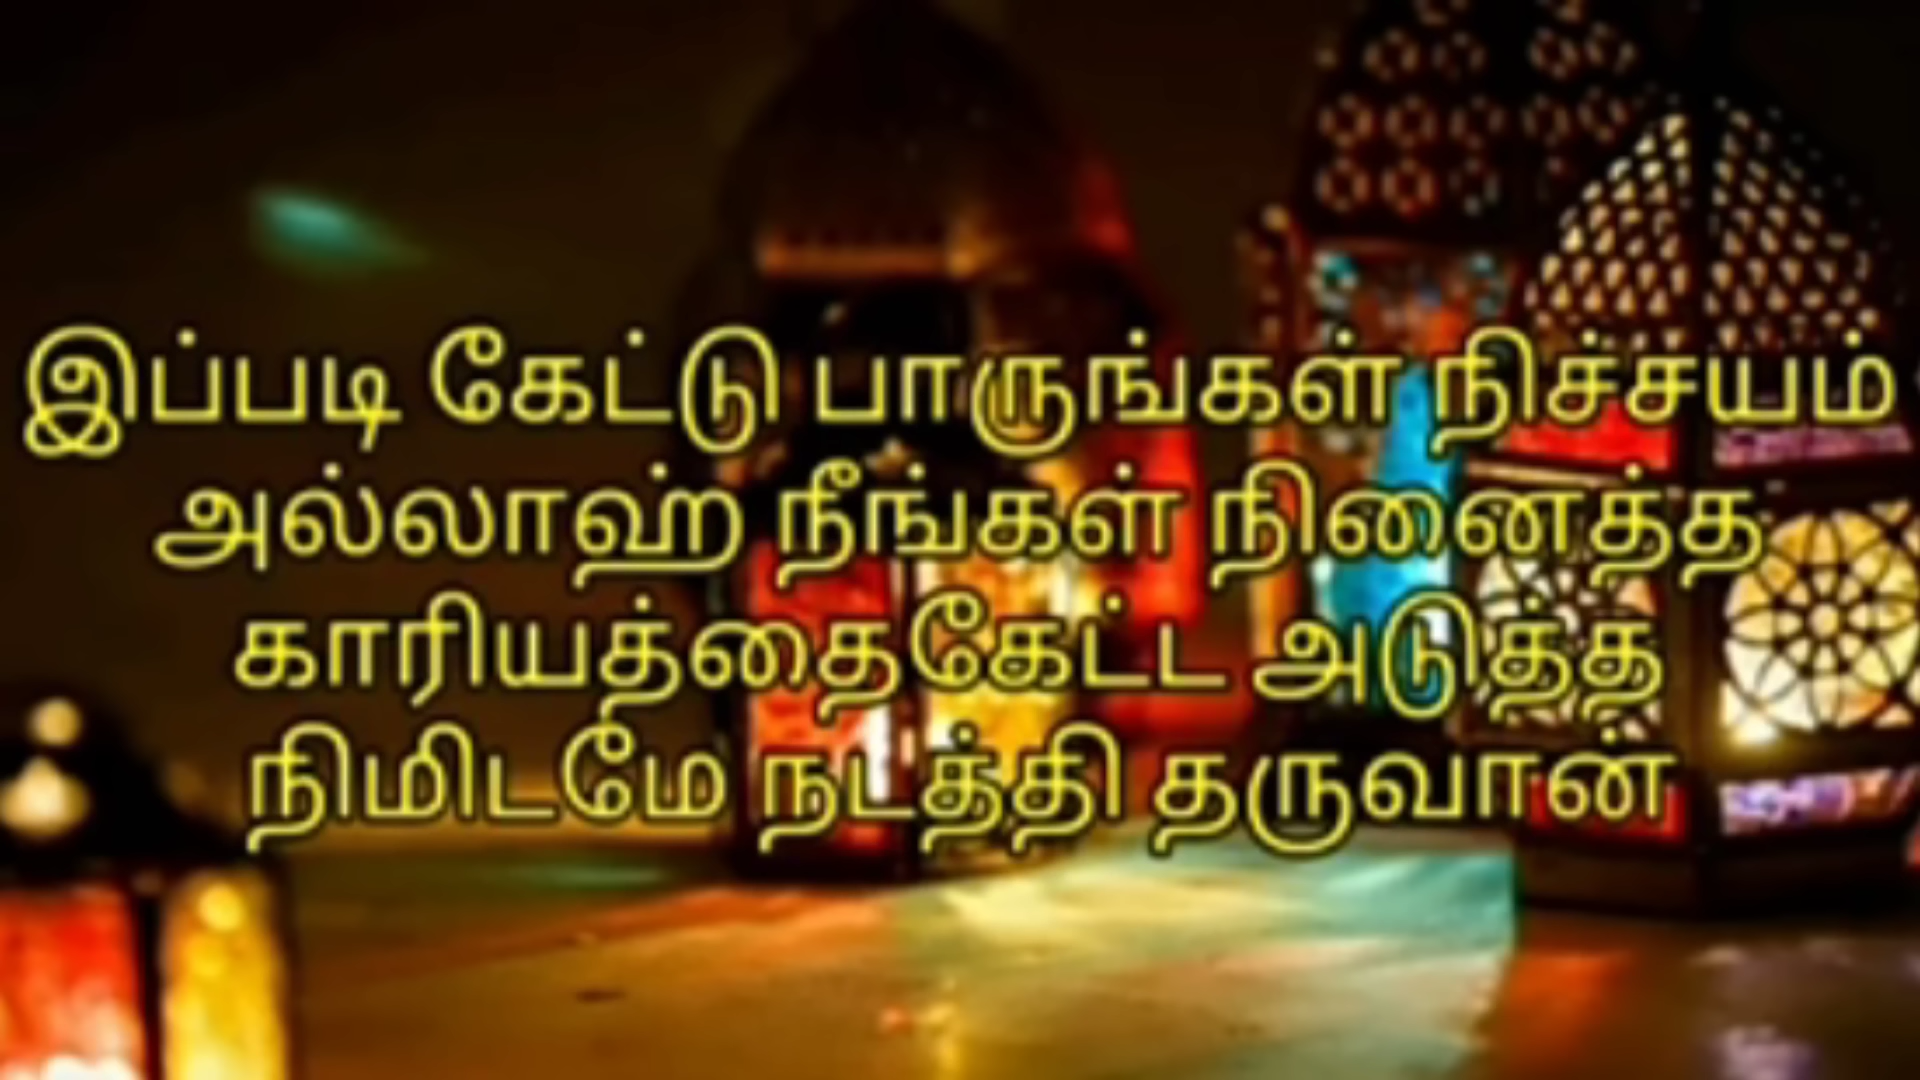 இப்படி கேட்டு பாருங்கள் நிச்சயம்
அல்லாஹ் நீங்கள் நினைத்த
காரியத்தைகேட்ட அடுத்த
நிமிடமே நடத்தி தருவான்